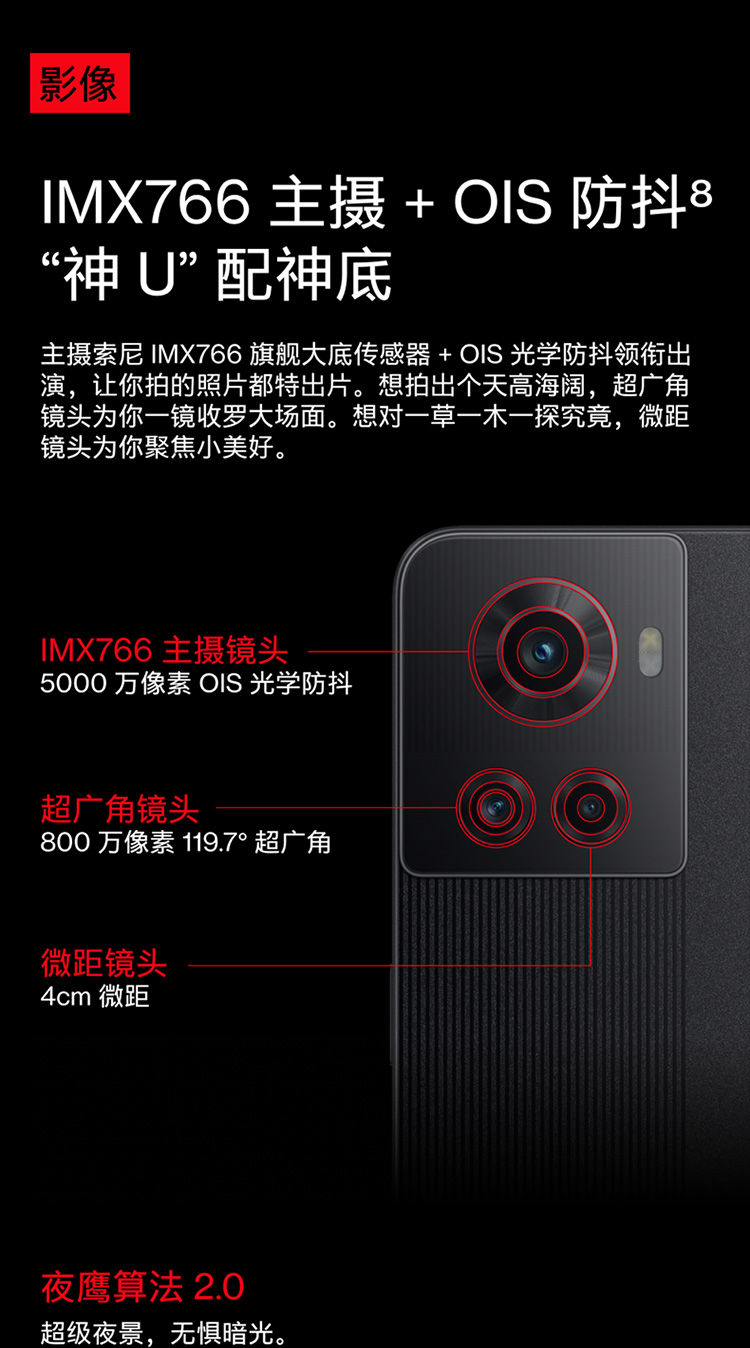 影像
IMX766 主摄 + OIS 防抖⁸
“神 U” 配神底
主摄索尼 IMX766 旗舰大底传感器 + OIS 光学防抖领衔出
演，让你拍的照片都特出片。想拍出个天高海阔，超广角
镜头为你一镜收罗大场面。想对一草一木一探究竟，微距
镜头为你聚焦小美好。
IMX766 主摄镜头
5000 万像素 OIS 光学防抖
超广角镜头
800 万像素 119.7° 超广角
微距镜头
4cm 微距
夜鹰算法 2.0
超级夜景，无惧暗光。